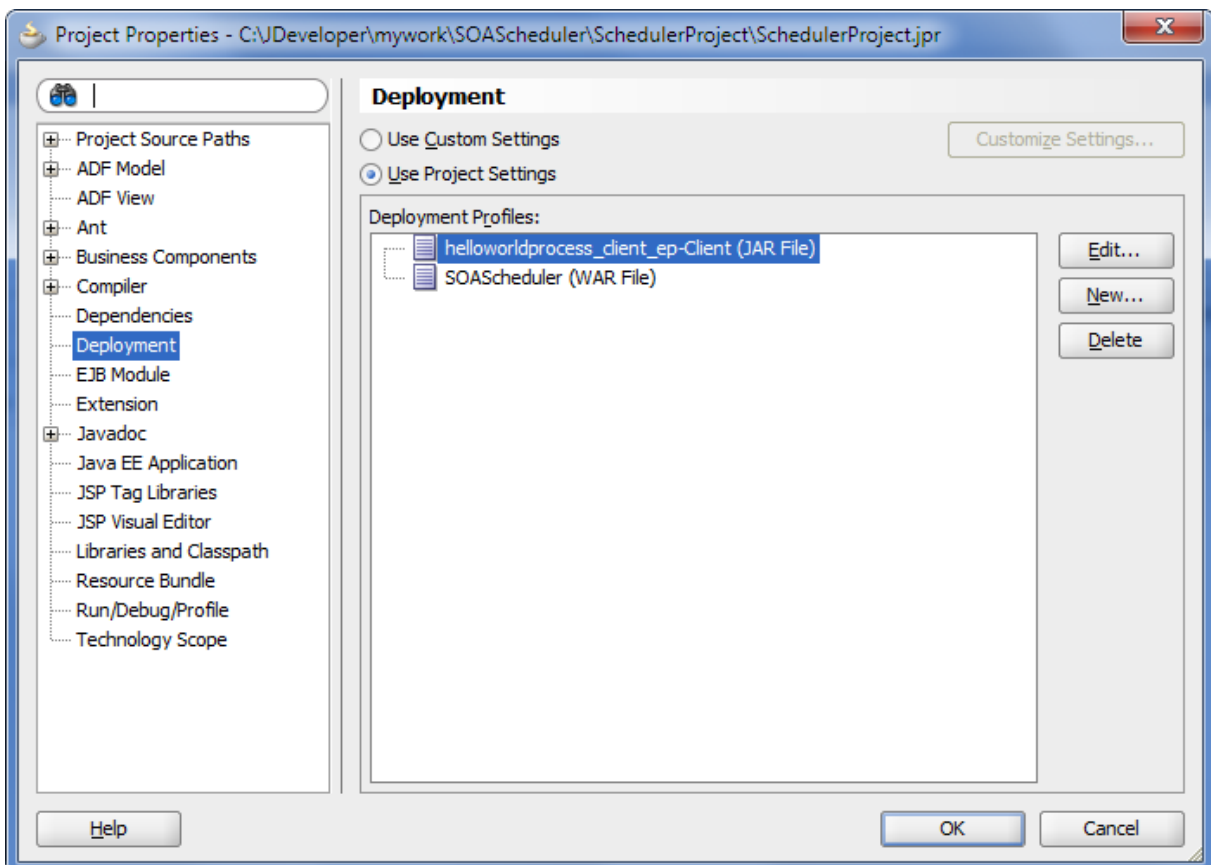 Project Properties - C:\JDeveloper\mywork\SOAScheduler\SchedulerProject\SchedulerProject.jpr
Project Source Paths
ADF Model
ADF View
Ant
Business Components
Compiler
Dependencies
Deployment
EJB Module
Extension
Javadoc
Java EE Application
JSP Tag Libraries
JSP Visual Editor
Libraries and Classpath
Resource Bundle
Run/Debug/Profile
Technology Scope
Deployment
Use Custom Settings
Customize Settings...
Use Project Settings
Deployment Profiles:
helloworldprocess_client_ep-Client (JAR File)
SOAScheduler (WAR File)
Edit...
New...
Delete
Help
OK
Cancel